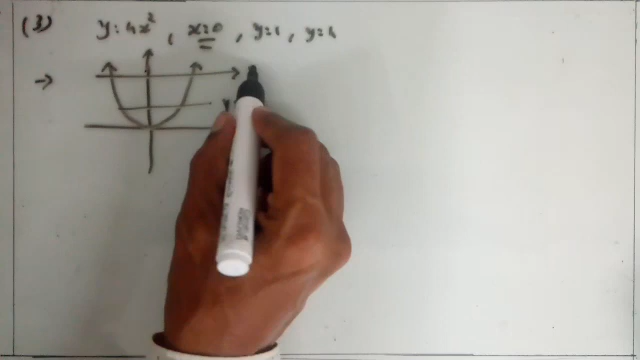 (3) y = 4x², x=0, y=1, y=4
y